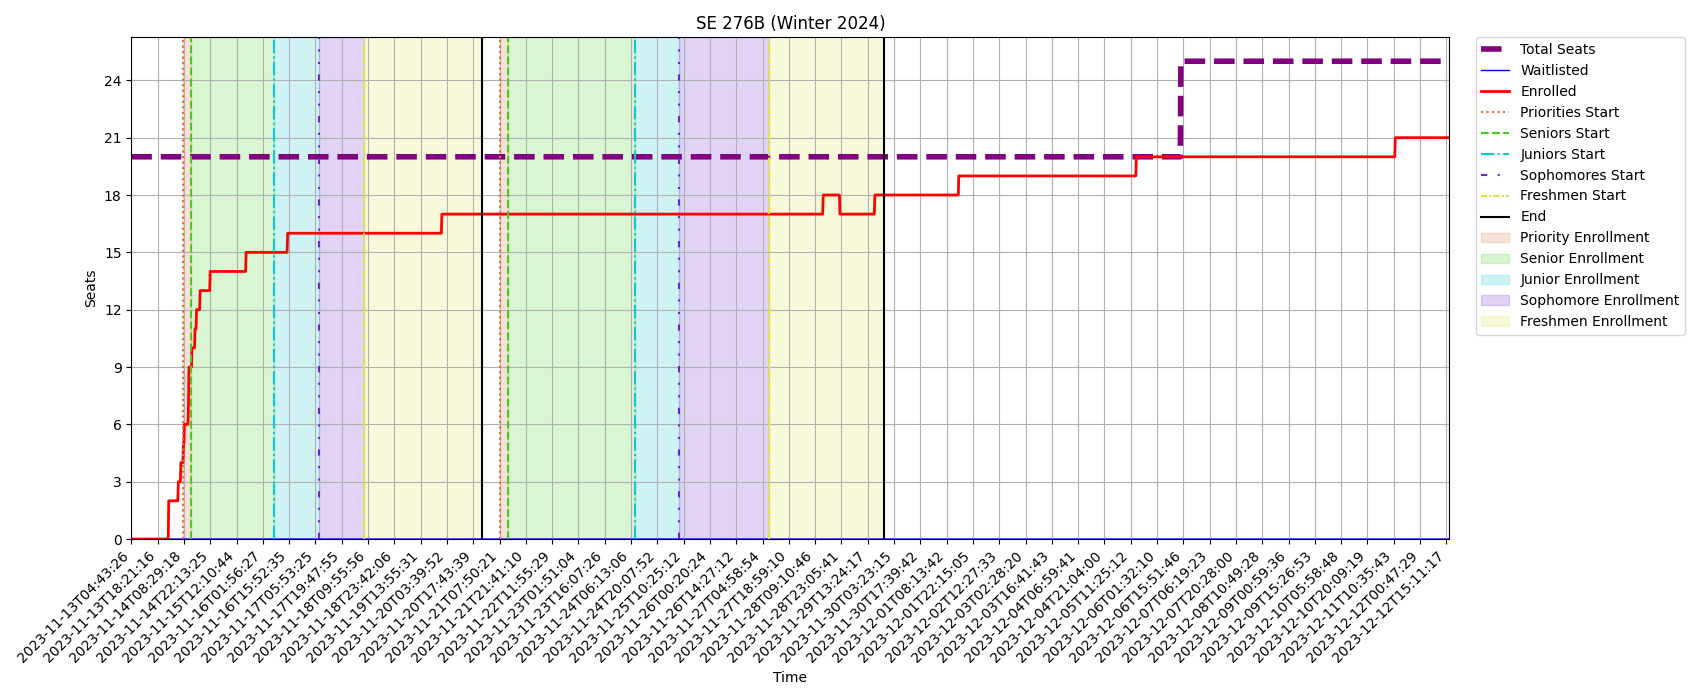 SE 276B (Winter 2024)
Total Seats
Waitlisted
Enrolled
Priorities Start
Seniors Start
Juniors Start
Sophomores Start
Freshmen Start
End
Priority Enrollment
Senior Enrollment
Junior Enrollment
Sophomore Enrollment
Freshmen Enrollment
Seats
24
21
18
15
12
9
6
3
0
2023-11-13T04:43:26
2023-11-13T18:21:16
2023-11-14T08:29:18
2023-11-14T22:13:25
2023-11-15T12:10:44
2023-11-16T01:56:27
2023-11-16T16:52:35
2023-11-17T05:53:25
2023-11-17T19:47:55
2023-11-18T09:55:56
2023-11-18T23:42:06
2023-11-19T13:55:31
2023-11-20T03:39:52
2023-11-20T17:43:39
2023-11-21T07:50:21
2023-11-21T21:41:10
2023-11-22T11:55:29
2023-11-23T01:51:04
2023-11-23T16:07:26
2023-11-24T06:13:06
2023-11-24T20:07:52
2023-11-25T10:25:12
2023-11-26T00:20:24
2023-11-26T14:27:12
2023-11-27T04:58:54
2023-11-27T18:59:10
2023-11-28T09:10:46
2023-11-28T23:05:41
2023-11-29T13:24:17
2023-11-30T03:23:15
2023-11-30T17:39:42
2023-12-01T08:13:42
2023-12-01T22:15:05
2023-12-02T12:27:33
2023-12-03T02:28:20
2023-12-03T16:41:43
2023-12-04T06:59:41
2023-12-04T21:04:00
2023-12-05T11:25:12
2023-12-06T01:32:10
2023-12-06T15:51:46
2023-12-07T06:19:23
2023-12-07T20:28:00
2023-12-08T10:49:28
2023-12-09T00:59:36
2023-12-09T15:26:53
2023-12-10T05:58:48
2023-12-10T20:09:19
2023-12-11T10:35:43
2023-12-12T00:47:29
2023-12-12T15:11:17
Time